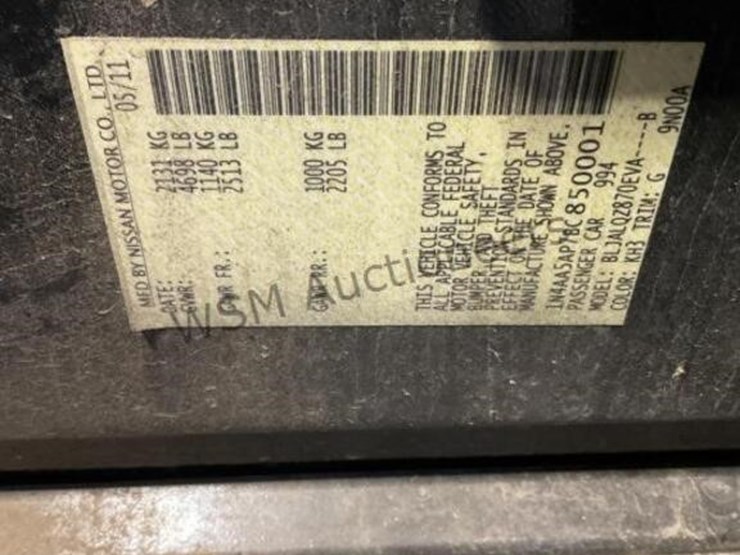 MFD BY NISSAN MOTOR CO., LTD.
DATE: 05/11
GVWR: 2131 KG
4698 LB
GAWR FR.: 1140 KG
2513 LB
GAWR RR.: 1000 KG
2205 LB
THIS VEHICLE CONFORMS TO
ALL APPLICABLE FEDERAL
MOTOR VEHICLE SAFETY,
BUMPER, AND THEFT
PREVENTION STANDARDS IN
EFFECT ON THE DATE OF
MANUFACTURE SHOWN ABOVE.
1N4AA5AP7BC850001
PASSENGER CAR 994
MODEL: BLJALQZ870EVA-----B
COLOR: KH3 TRIM: G 9N00A
WSM Auctioneers